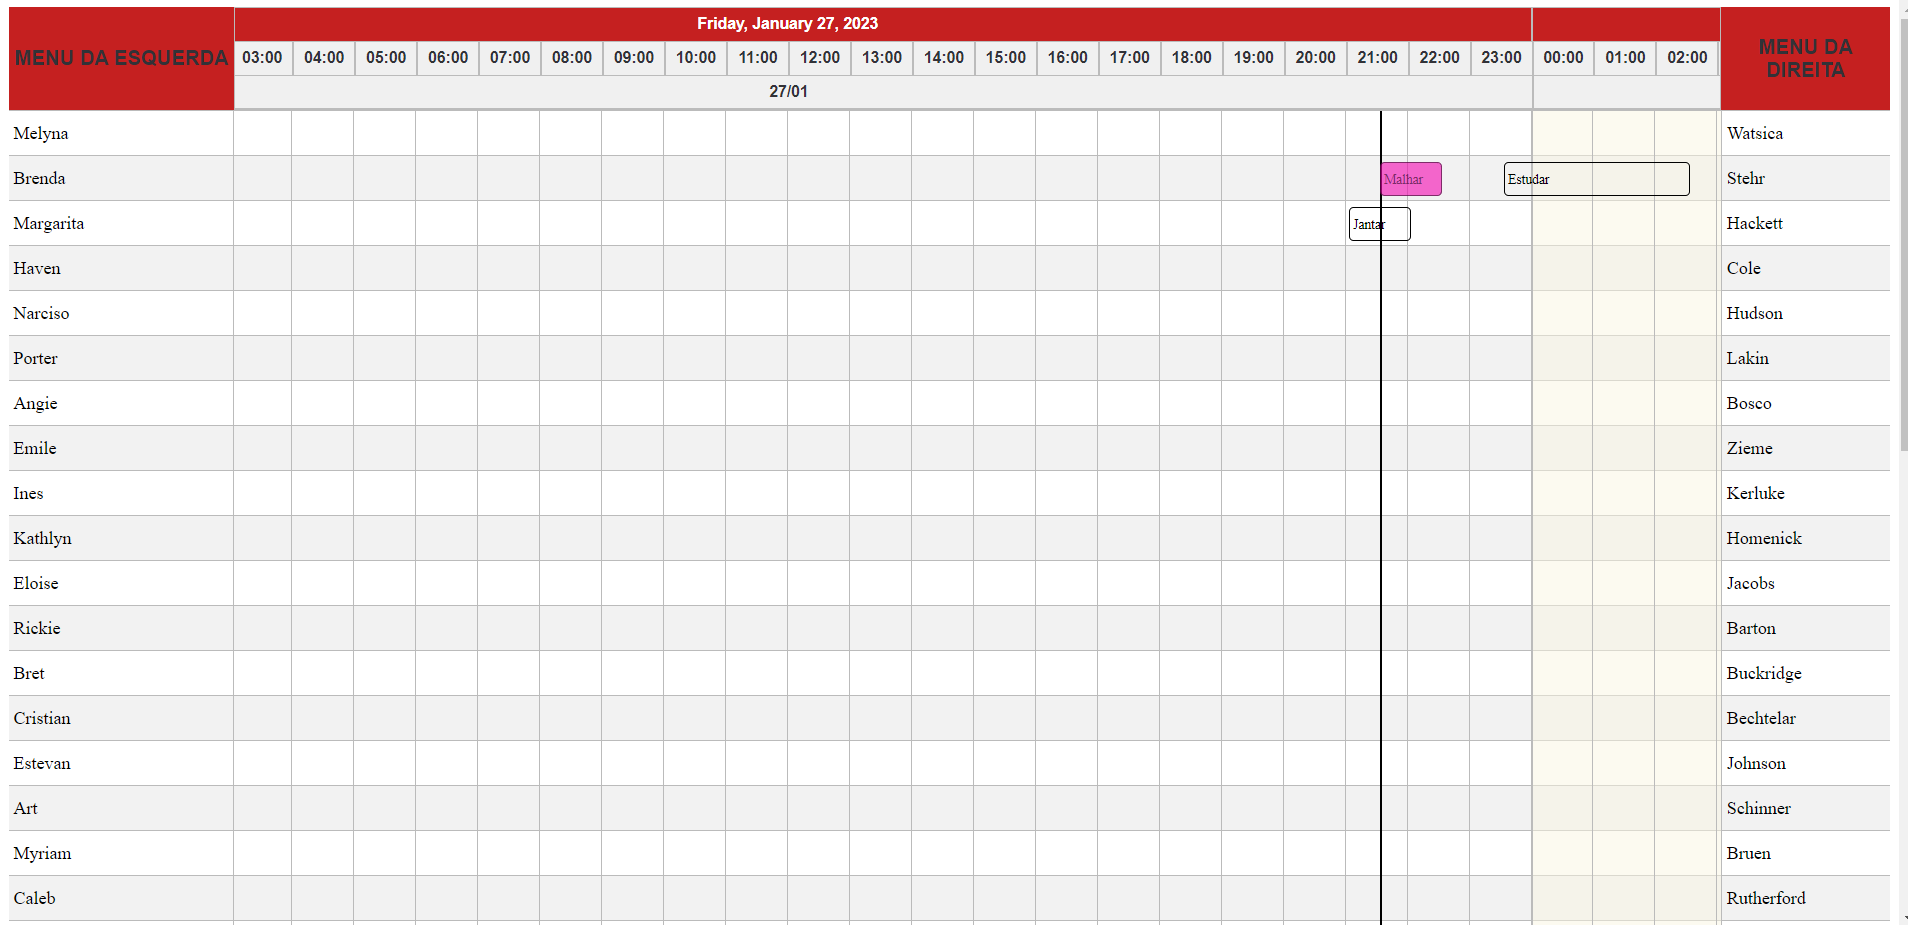 MENU DA ESQUERDA
Friday, January 27, 2023
03:00 04:00 05:00 06:00 07:00 08:00 09:00 10:00 11:00 12:00 13:00 14:00 15:00 16:00 17:00 18:00 19:00 20:00 21:00 22:00 23:00 00:00 01:00 02:00
27/01
MENU DA
DIREITA
Melyna Watsica
Brenda Malhar Estudar Stehr
Margarita Jantar Hackett
Haven Cole
Narciso Hudson
Porter Lakin
Angie Bosco
Emile Zieme
Ines Kerluke
Kathlyn Homenick
Eloise Jacobs
Rickie Barton
Bret Buckridge
Cristian Bechtelar
Estevan Johnson
Art Schinner
Myriam Bruen
Caleb Rutherford